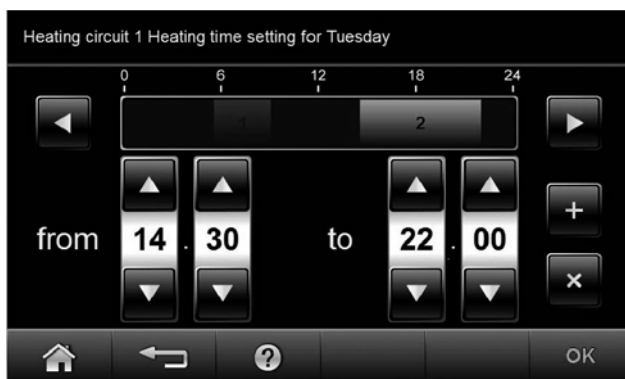 Heating circuit 1 Heating time setting for Tuesday
0 6 12 18 24
1 2
from 14 . 30 to 22 . 00
OK